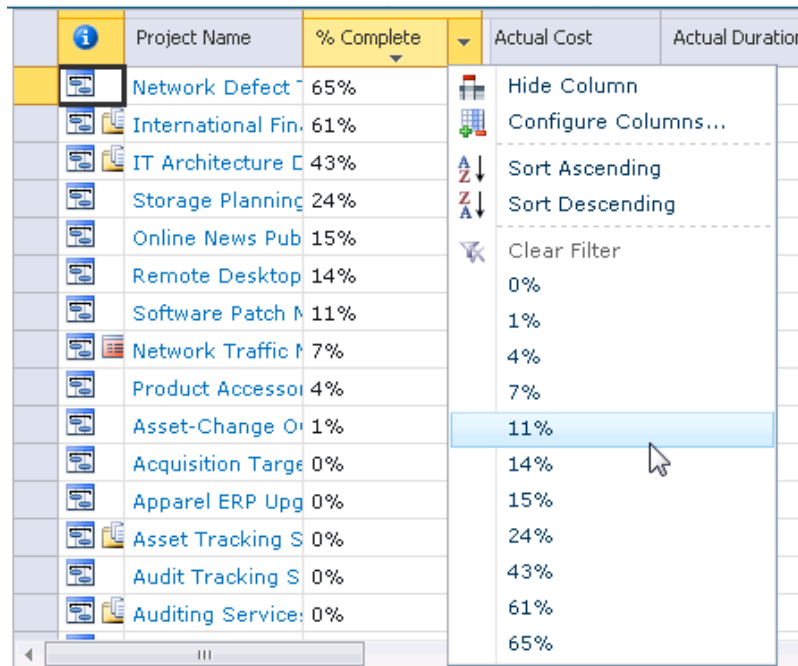 Project Name % Complete Actual Cost Actual Duration
Network Defect 65% Hide Column
International Fin 61% Configure Columns...
IT Architecture 43% Sort Ascending
Storage Planning 24% Sort Descending
Online News Pub 15% Clear Filter
Remote Desktop 14% 0%
Software Patch 11% 1%
Network Traffic 7% 4%
Product Accessor 4% 7%
Asset-Change 1% 11%
Acquisition Targe 0% 14%
Apparel ERP Upg 0% 15%
Asset Tracking S 0% 24%
Audit Tracking S 0% 43%
Auditing Services 0% 61%
65%